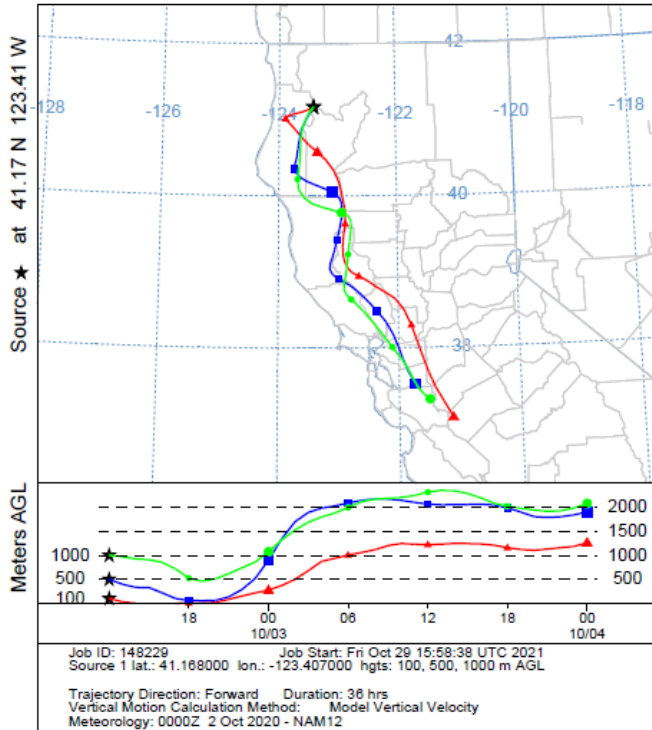 42
-128
-126
-124
-122
-120
-118
40
38
Source ★ at 41.17 N 123.41 W
Meters AGL
2000
1500
1000 1000
500 500
100
18 00 06 12 18 00
10/03 10/04
Job ID: 148229 Job Start: Fri Oct 29 15:58:38 UTC 2021
Source 1 lat.: 41.168000 lon.: -123.407000 hgts: 100, 500, 1000 m AGL
Trajectory Direction: Forward Duration: 36 hrs
Vertical Motion Calculation Method: Model Vertical Velocity
Meteorology: 0000Z 2 Oct 2020 - NAM12